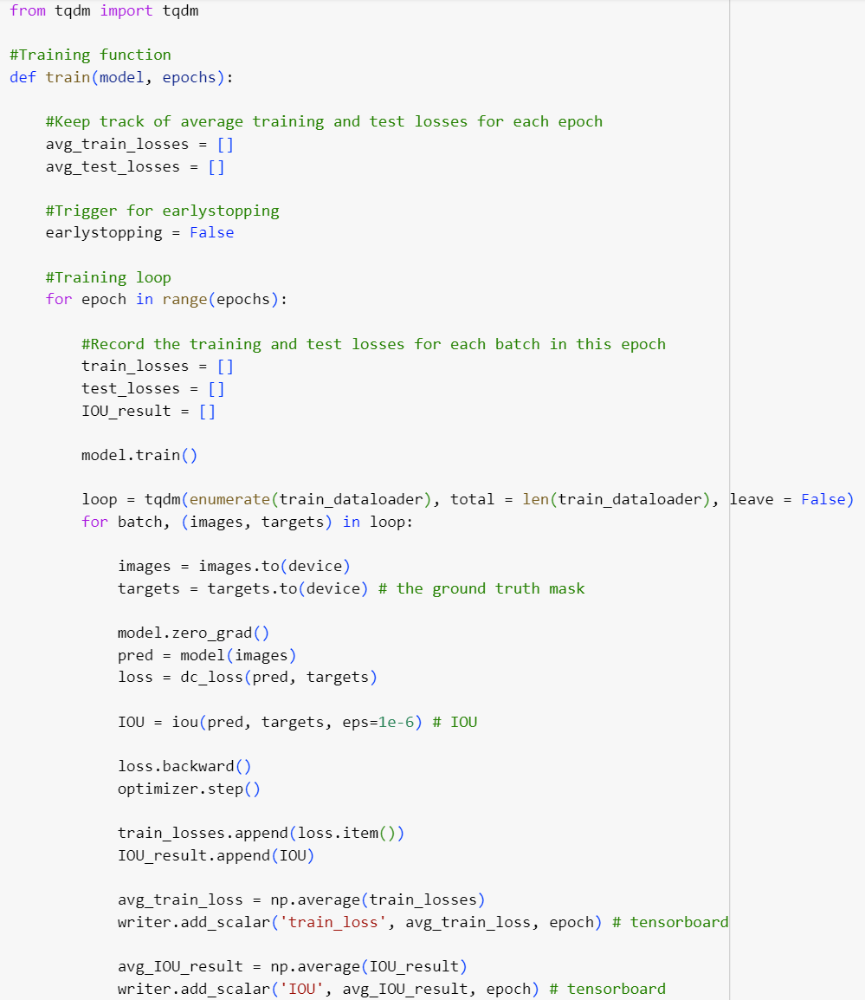 from tqdm import tqdm
#Training function
def train(model, epochs):
#Keep track of average training and test losses for each epoch
avg_train_losses = []
avg_test_losses = []
#Trigger for earlystopping
earlystopping = False
#Training loop
for epoch in range(epochs):
#Record the training and test losses for each batch in this epoch
train_losses = []
test_losses = []
IOU_result = []
model.train()
loop = tqdm(enumerate(train_dataloader), total = len(train_dataloader), leave = False)
for batch, (images, targets) in loop:
images = images.to(device)
targets = targets.to(device) # the ground truth mask
model.zero_grad()
pred = model(images)
loss = dc_loss(pred, targets)
IOU = iou(pred, targets, eps=1e-6) # IOU
loss.backward()
optimizer.step()
train_losses.append(loss.item())
IOU_result.append(IOU)
avg_train_loss = np.average(train_losses)
writer.add_scalar('train_loss', avg_train_loss, epoch) # tensorboard
avg_IOU_result = np.average(IOU_result)
writer.add_scalar('IOU', avg_IOU_result, epoch) # tensorboard